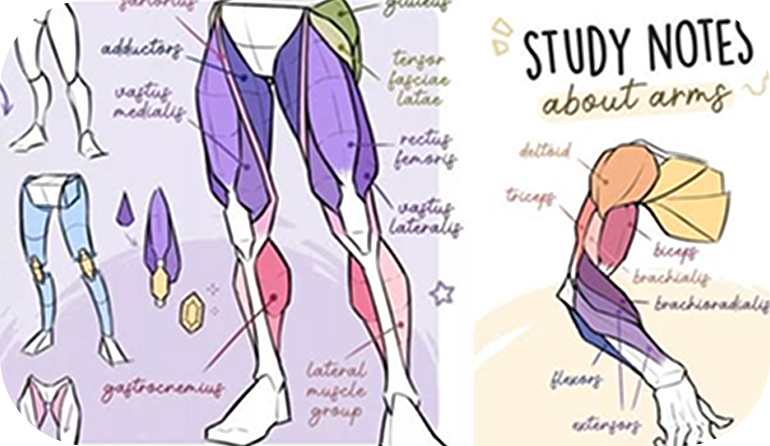 sartorius
gluteus
adductors
tensor
fasciae
latae
vastus
medialis
rectus
femoris
vastus
lateralis
gastrocnemius
lateral
muscle
group
STUDY NOTES
about arms
deltoid
triceps
biceps
brachialis
brachioradialis
flexors
extensors